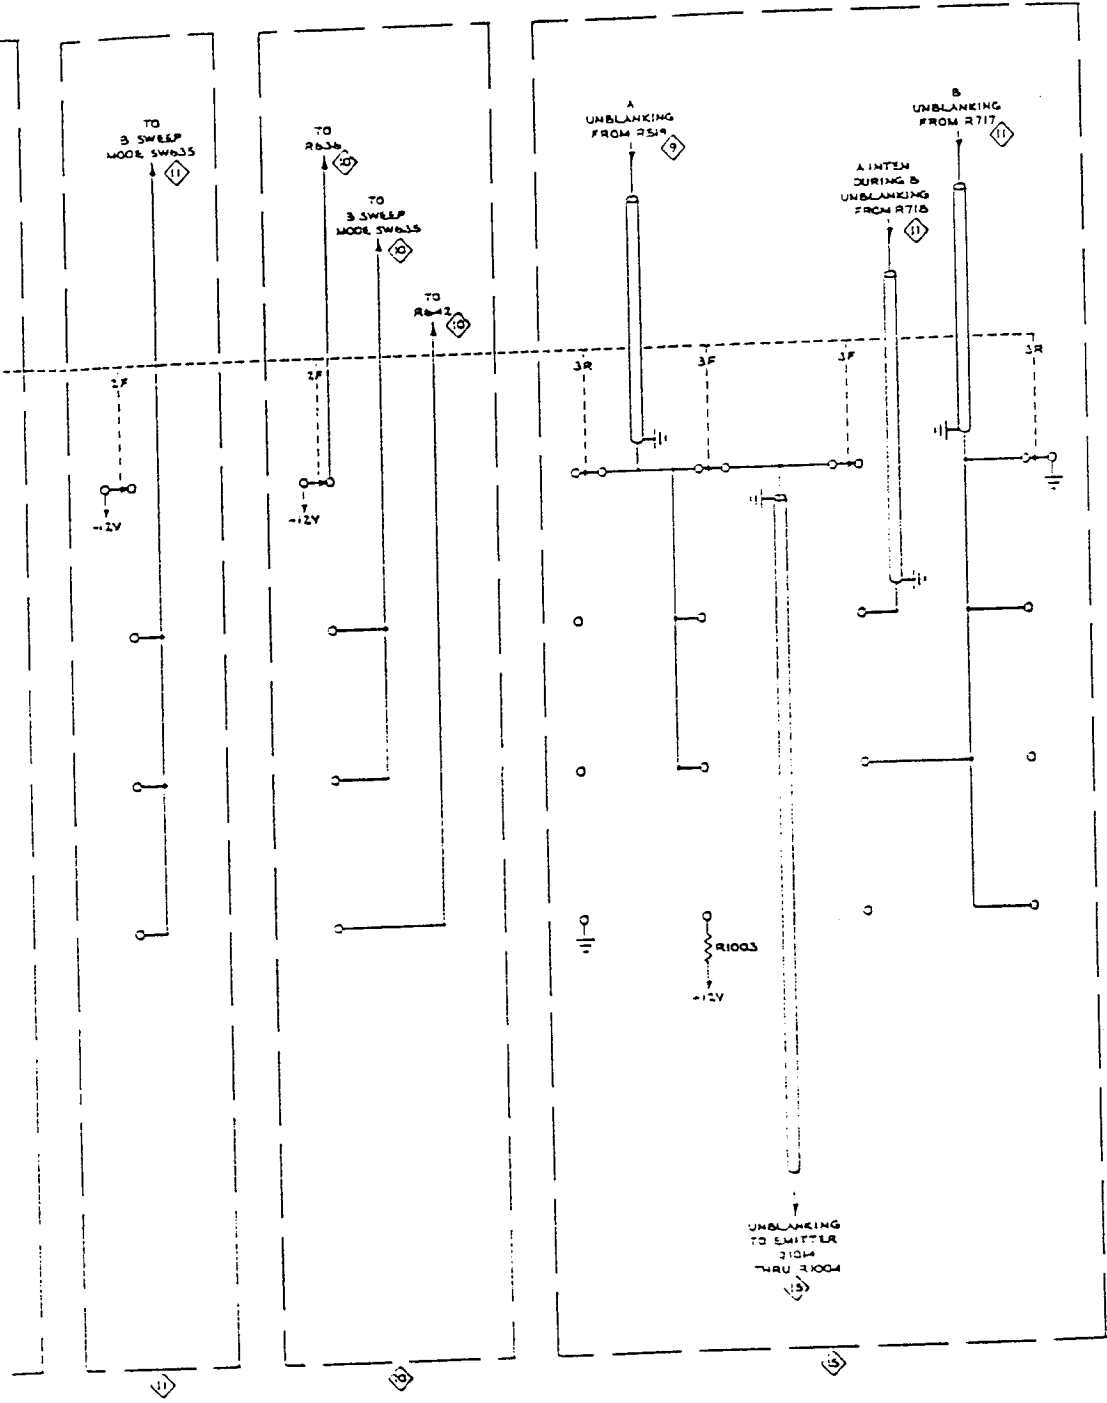 TO
B SWEEP
MODE SW635
11
TO
R636
10
TO
B SWEEP
MODE SW635
10
TO
R642
10
A
UNBLANKING
FROM R519
9
A INTEN
DURING B
UNBLANKING
FROM R718
11
B
UNBLANKING
FROM R717
11
2F
2F
3R
3F
3F
3R
-12V
-12V
R1003
+12V
UNBLANKING
TO EMITTER
Q1014
THRU R1004
15
11
10
15